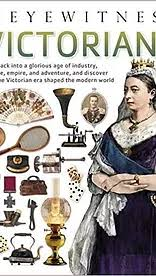 EYEWITNES
VICTORIAN
ack into a glorious age of industry,
e, empire, and adventure, and discover
e Victorian era shaped the modern world